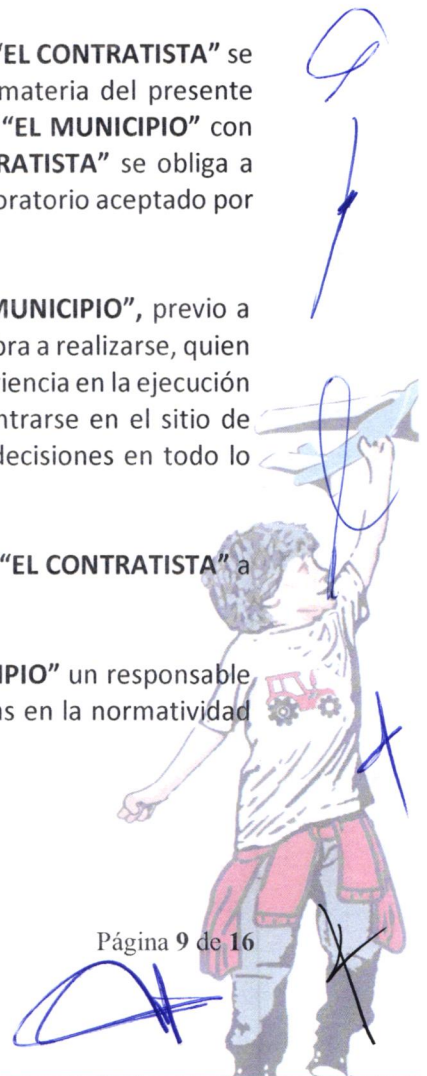 "EL CONTRATISTA" se
materia del presente
"EL MUNICIPIO" con
RATISTA" se obliga a
oratorio aceptado por
MUNICIPIO", previo a
ora a realizarse, quien
riencia en la ejecución
ntrarse en el sitio de
decisiones en todo lo
"EL CONTRATISTA" a
IPIO" un responsable
as en la normatividad
Página 9 de 16